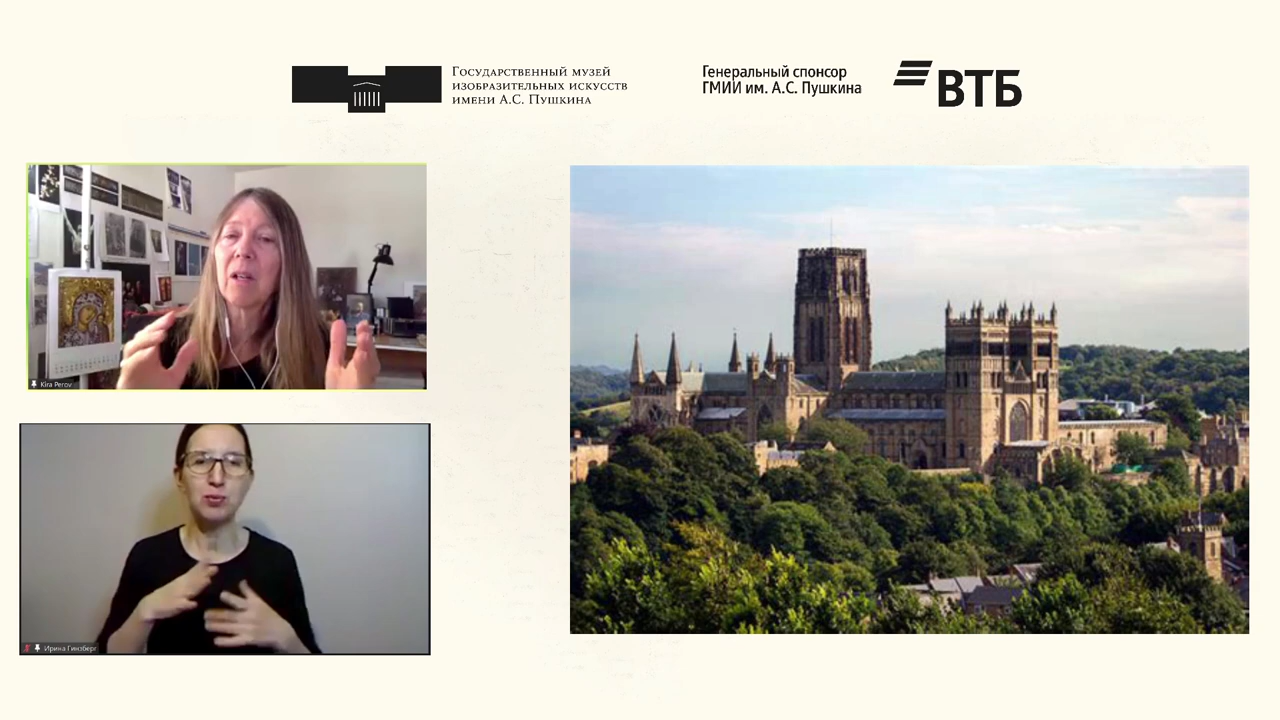 Государственный музей
изобразительных искусств
имени А.С. Пушкина
Генеральный спонсор
ГМИИ им. А.С. Пушкина
ВТБ
Kira Perov
Ирина Гинзберг